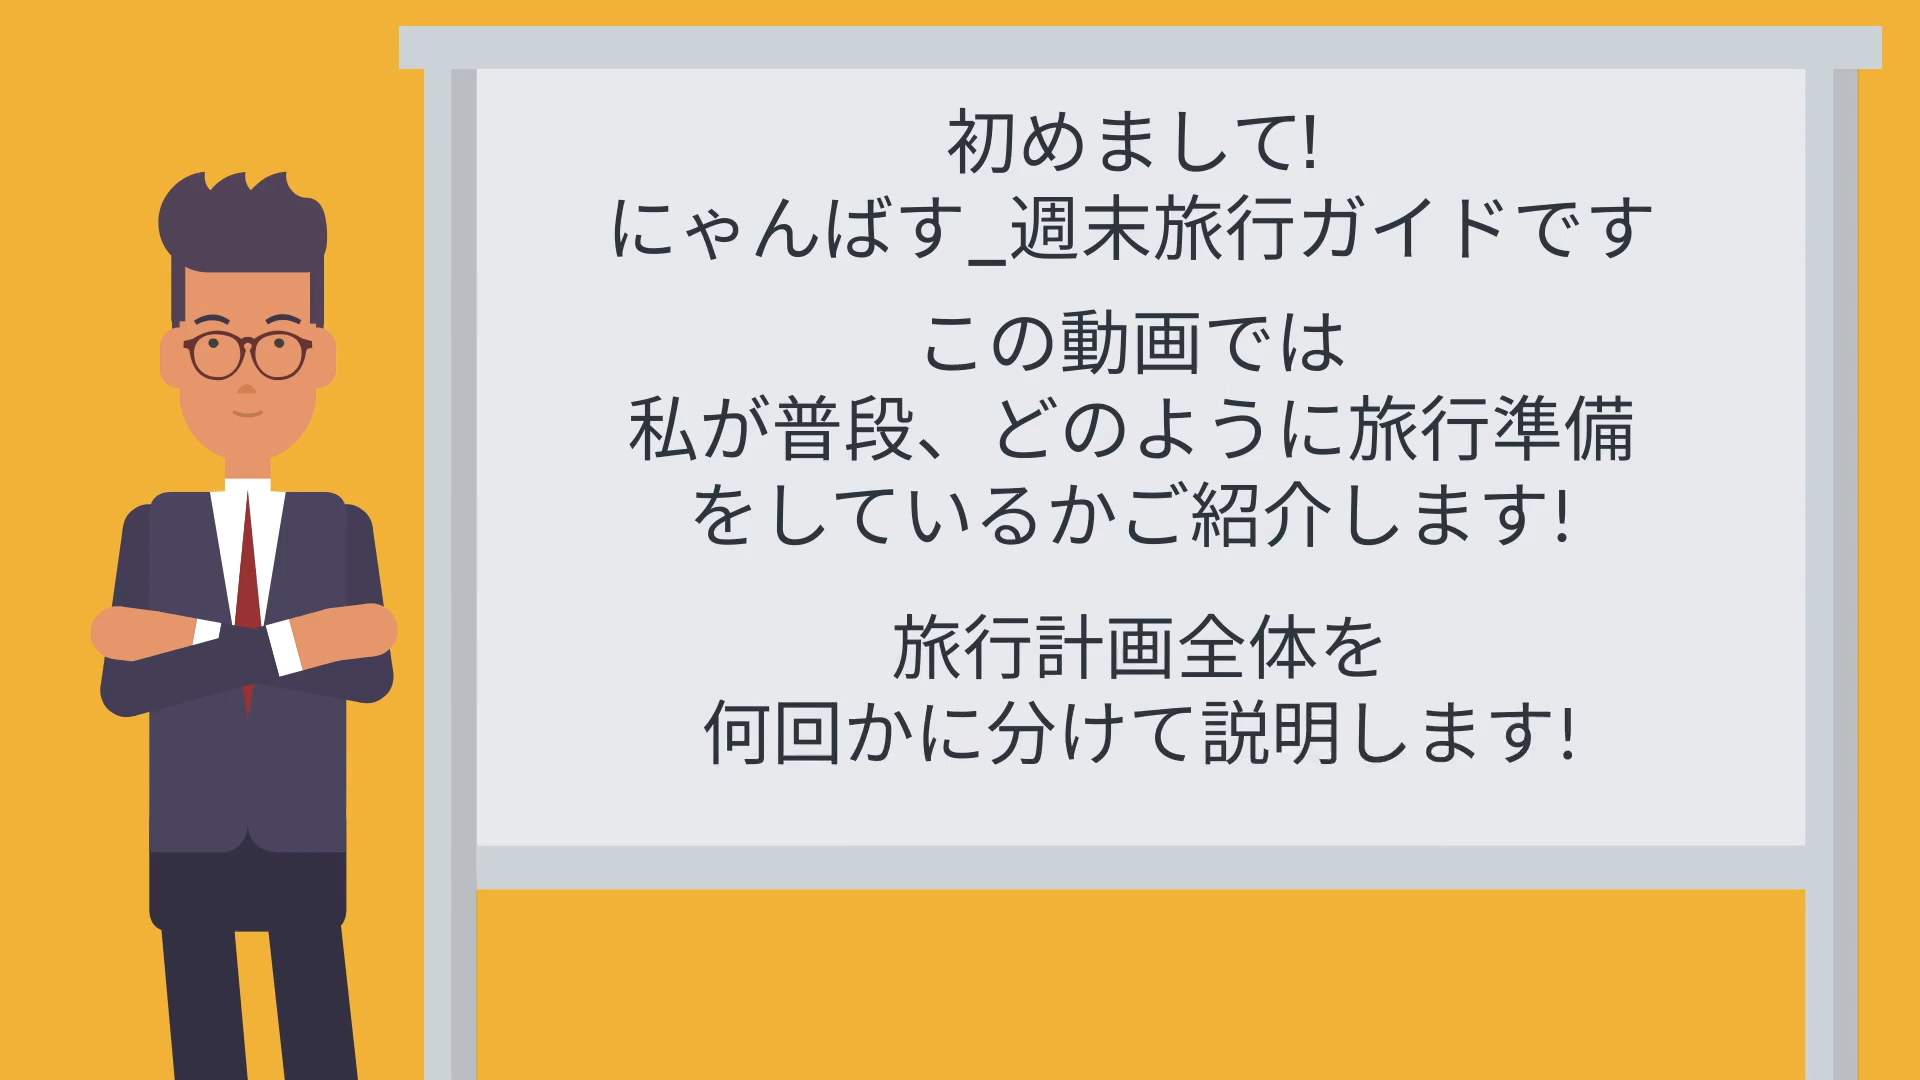 初めまして!
にゃんばす_週末旅行ガイドです
この動画では
私が普段、どのように旅行準備
をしているかご紹介します!
旅行計画全体を
何回かに分けて説明します!